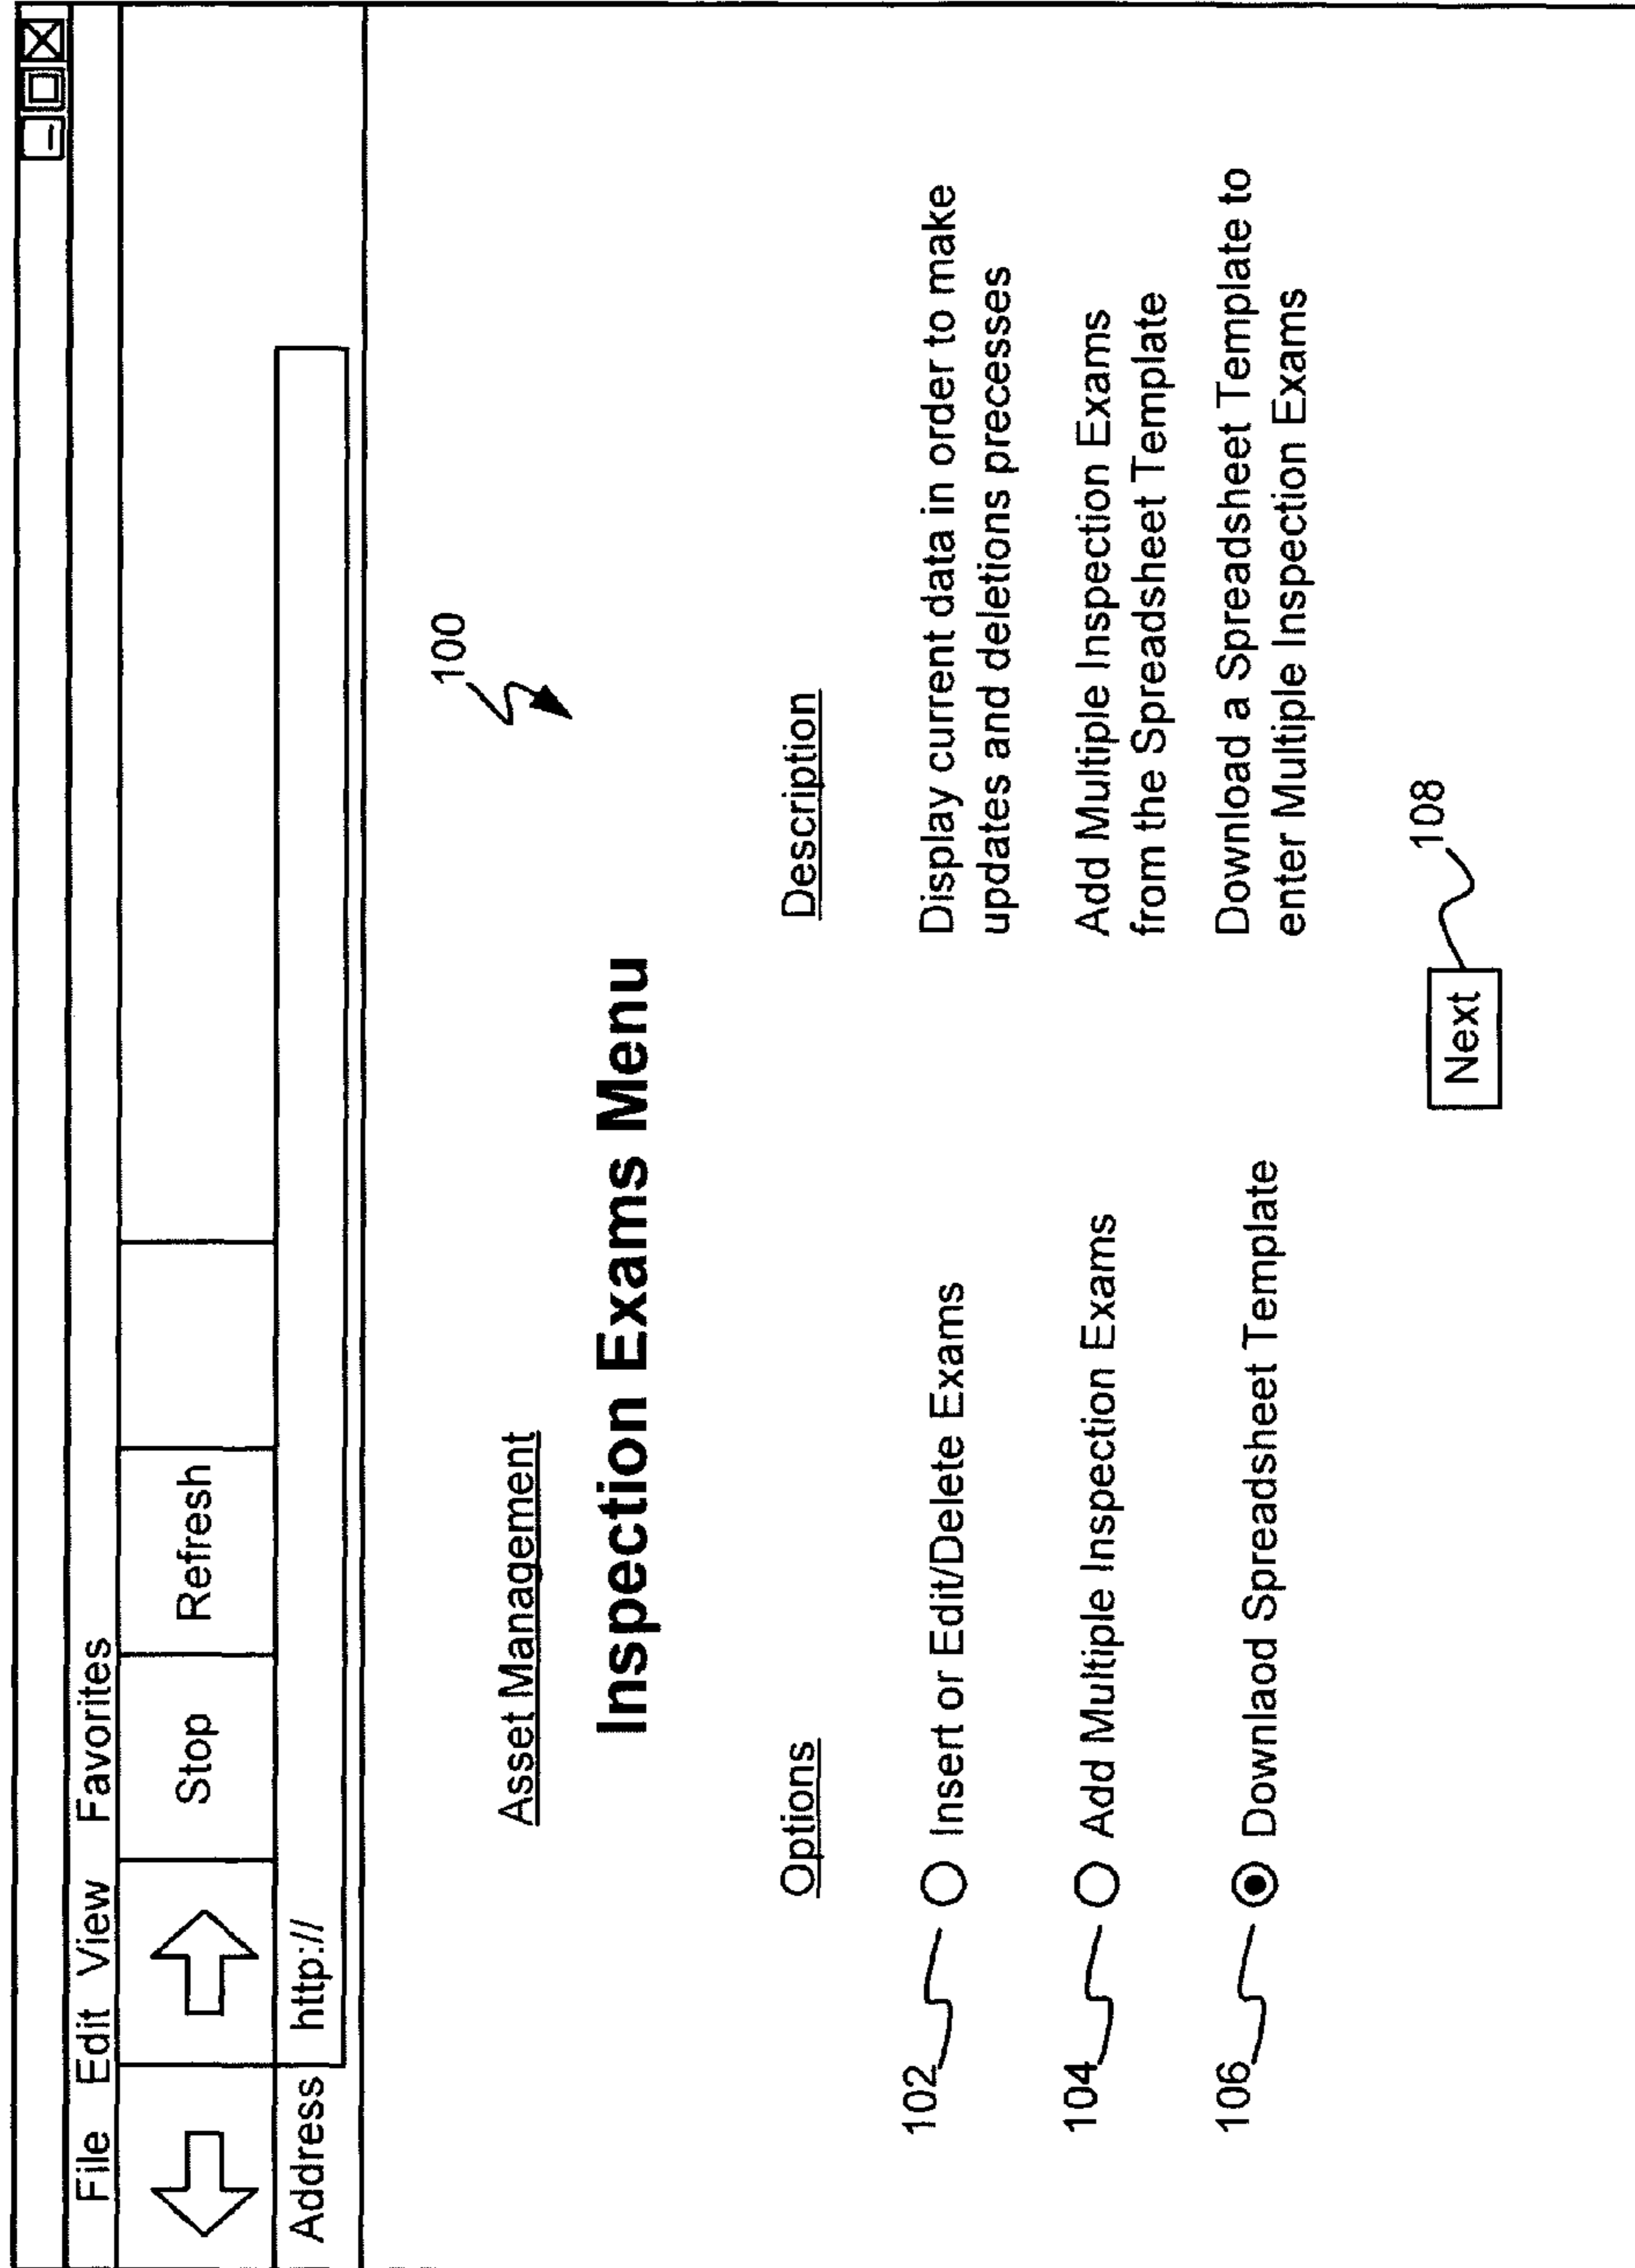 File Edit View Favorites
Stop Refresh
Address http://
100
Asset Management
Inspection Exams Menu
Options Description
102 Insert or Edit/Delete Exams Display current data in order to make
updates and deletions precesses
104 Add Multiple Inspection Exams Add Multiple Inspection Exams
from the Spreadsheet Template
106 Downlaod Spreadsheet Template Download a Spreadsheet Template to
enter Multiple Inspection Exams
Next 108